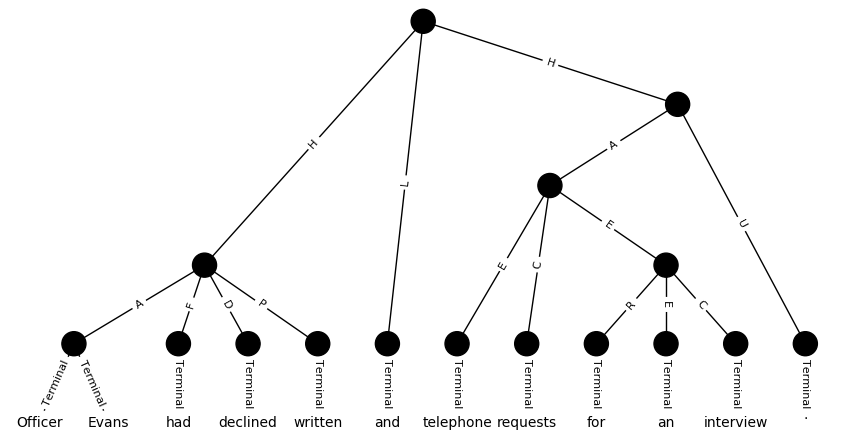 H
H
L
A
U
A
F
D
P
E
C
E
R
E
C
Terminal Terminal Terminal Terminal Terminal Terminal Terminal Terminal Terminal Terminal Terminal Terminal
Officer Evans had declined written and telephone requests for an interview .